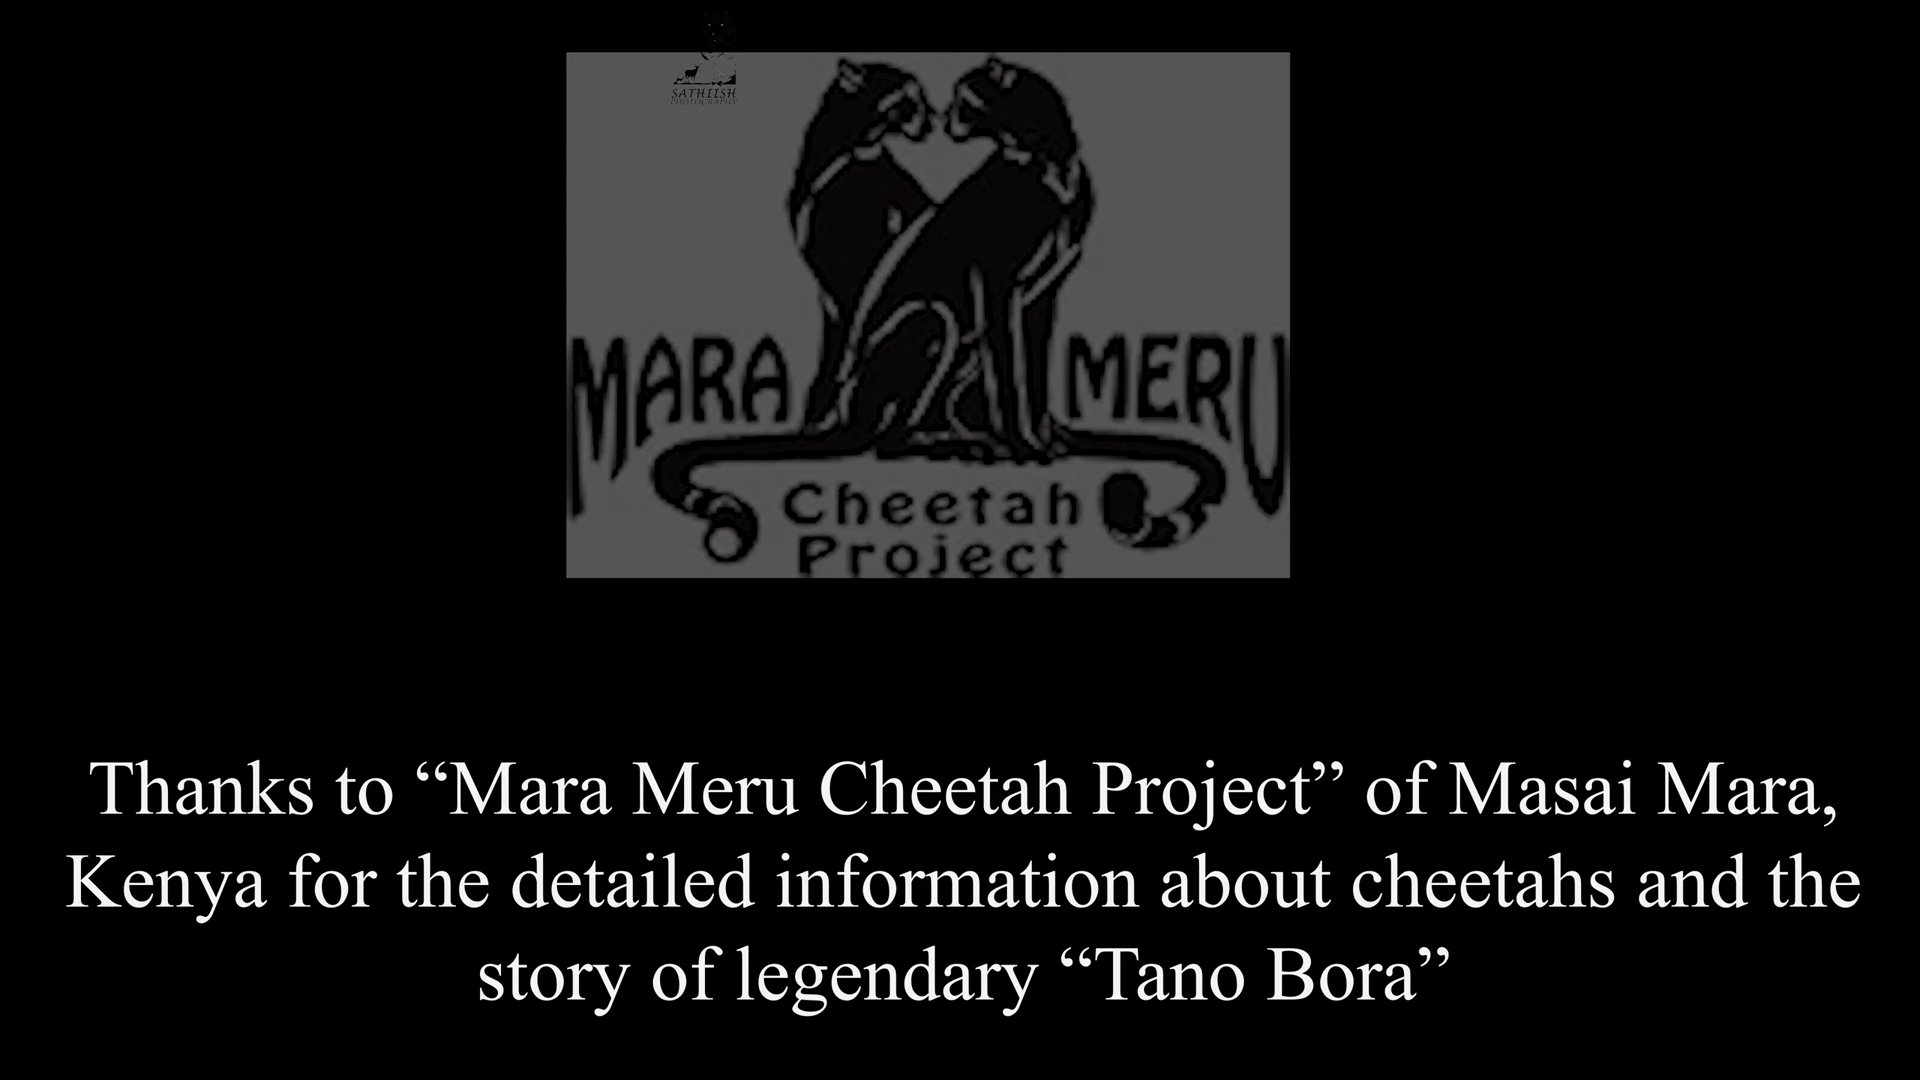 SATHIISH
PHOTOGRAPHY
MARA MERU
Cheetah
Project
Thanks to “Mara Meru Cheetah Project” of Masai Mara,
Kenya for the detailed information about cheetahs and the
story of legendary “Tano Bora”